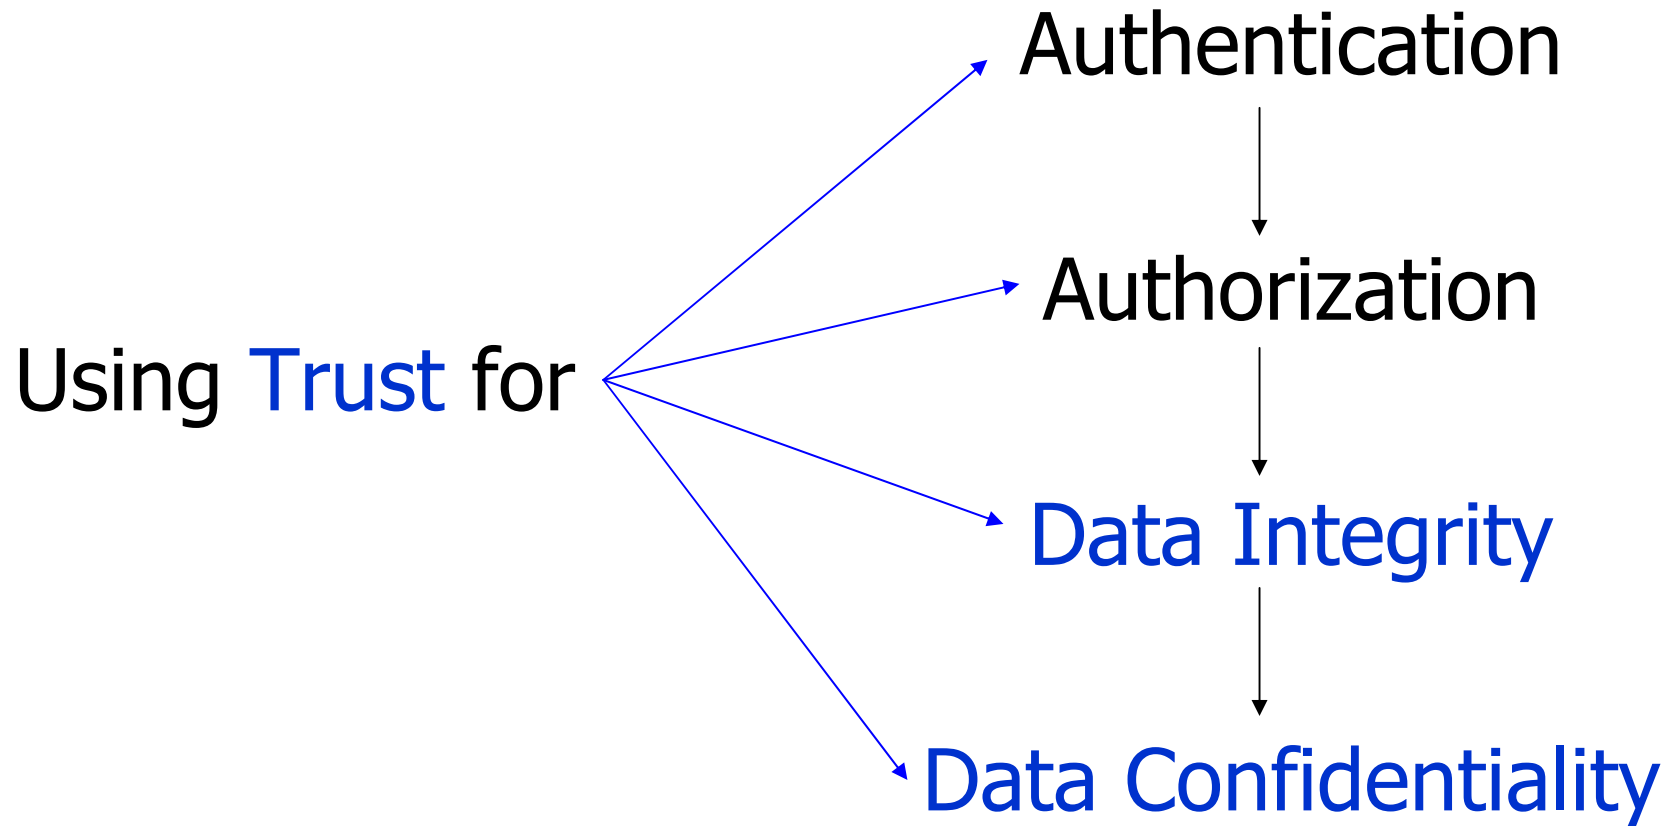 Authentication
Authorization
Using Trust for
Data Integrity
Data Confidentiality